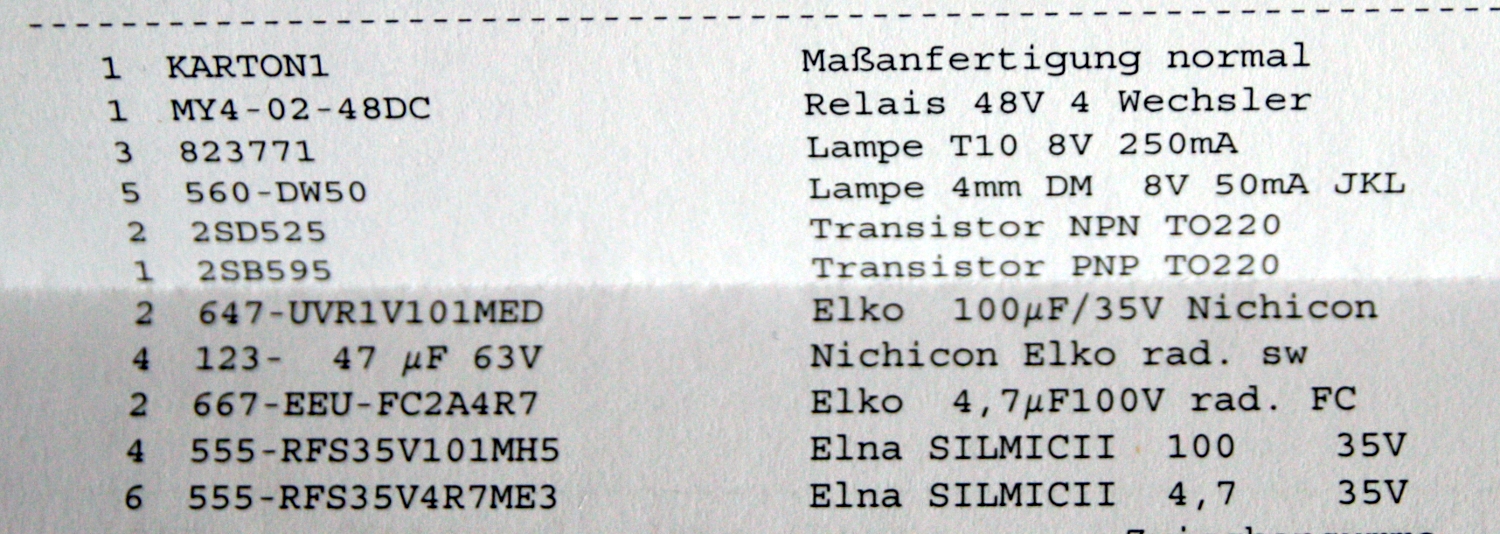 1 KARTON1 Maßanfertigung normal
1 MY4-02-48DC Relais 48V 4 Wechsler
3 823771 Lampe T10 8V 250mA
5 560-DW50 Lampe 4mm DM 8V 50mA JKL
2 2SD525 Transistor NPN TO220
1 2SB595 Transistor PNP TO220
2 647-UVR1V101MED Elko 100µF/35V Nichicon
4 123- 47 µF 63V Nichicon Elko rad. sw
2 667-EEU-FC2A4R7 Elko 4,7µF100V rad. FC
4 555-RFS35V101MH5 Elna SILMICII 100 35V
6 555-RFS35V4R7ME3 Elna SILMICII 4,7 35V